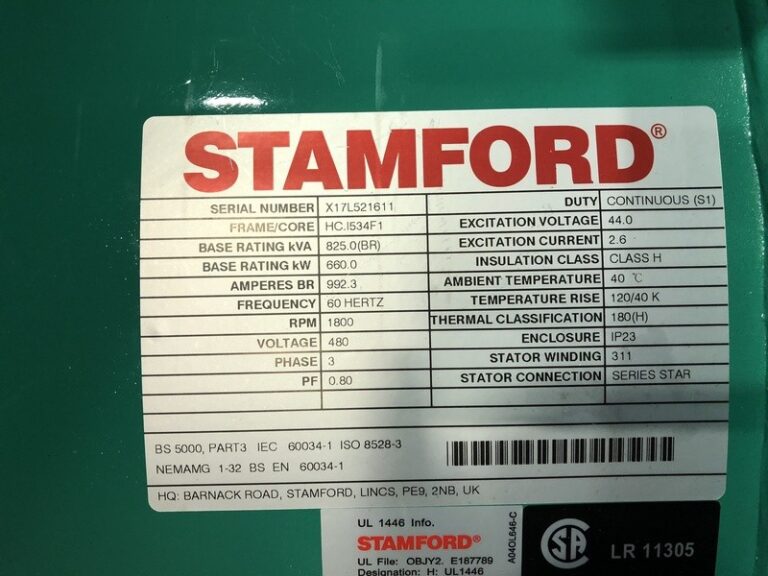 STAMFORD®
SERIAL NUMBER X17L521611
FRAME/CORE HC.I534F1
BASE RATING kVA 825.0(BR)
BASE RATING kW 660.0
AMPERES BR 992.3
FREQUENCY 60 HERTZ
RPM 1800
VOLTAGE 480
PHASE 3
PF 0.80
DUTY CONTINUOUS (S1)
EXCITATION VOLTAGE 44.0
EXCITATION CURRENT 2.6
INSULATION CLASS CLASS H
AMBIENT TEMPERATURE 40 ℃
TEMPERATURE RISE 120/40 K
THERMAL CLASSIFICATION 180(H)
ENCLOSURE IP23
STATOR WINDING 311
STATOR CONNECTION SERIES STAR
BS 5000, PART3 IEC 60034-1 ISO 8528-3
NEMAMG 1-32 BS EN 60034-1
HQ: BARNACK ROAD, STAMFORD, LINCS, PE9, 2NB, UK
UL 1446 Info.
STAMFORD®
UL File: OBJY2. E187789
Designation: H: UL1446
A04OL646-C
CSA
LR 11305